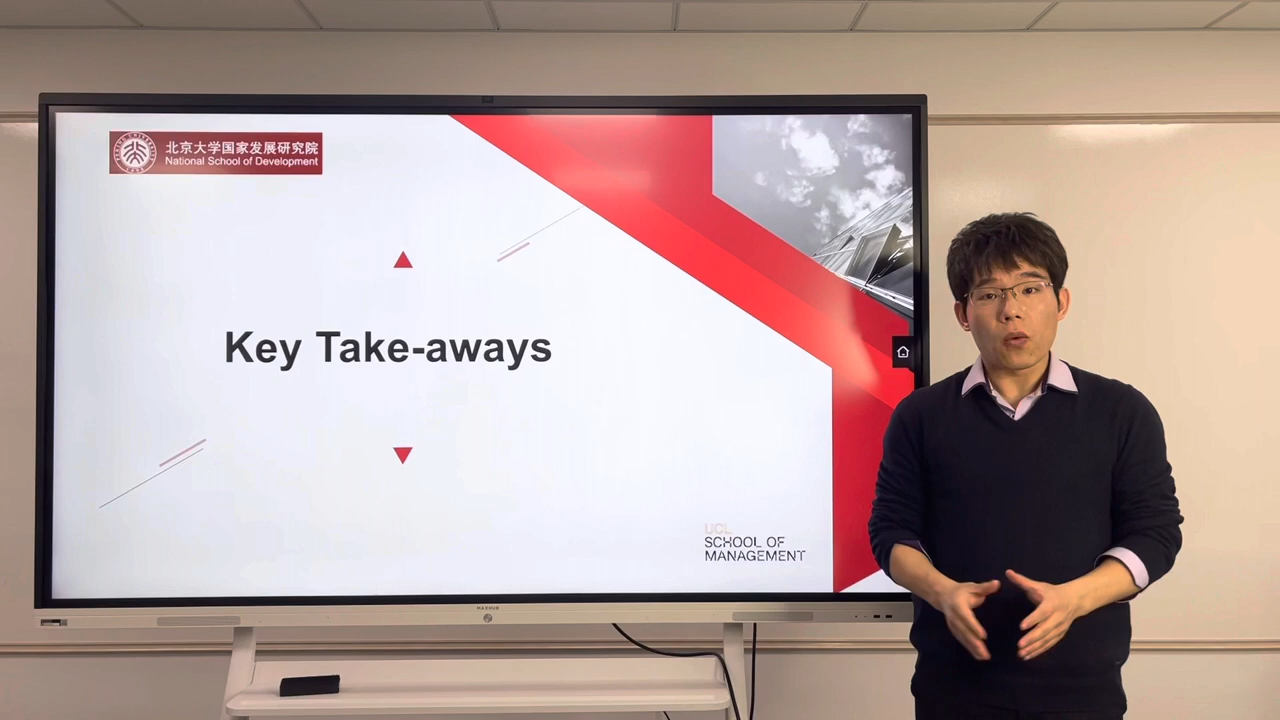 北京大学国家发展研究院
National School of Development
Key Take-aways
UCL
SCHOOL OF
MANAGEMENT
MAXHUB